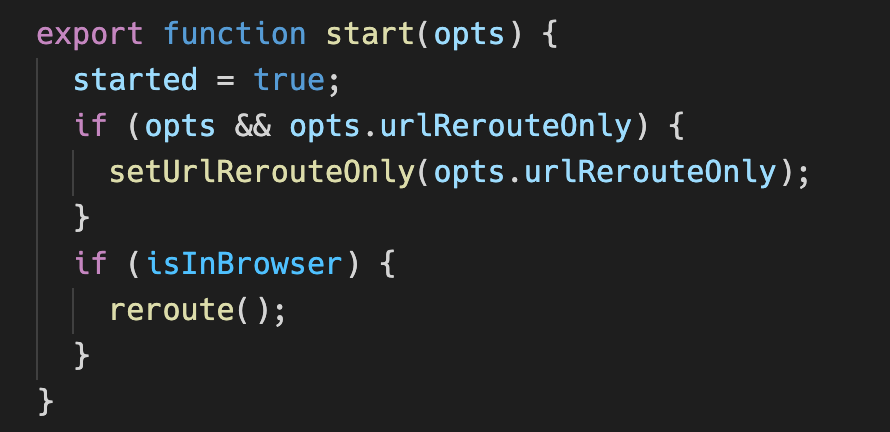 export function start(opts) {
  started = true;
  if (opts && opts.urlRerouteOnly) {
    setUrlRerouteOnly(opts.urlRerouteOnly);
  }
  if (isInBrowser) {
    reroute();
  }
}